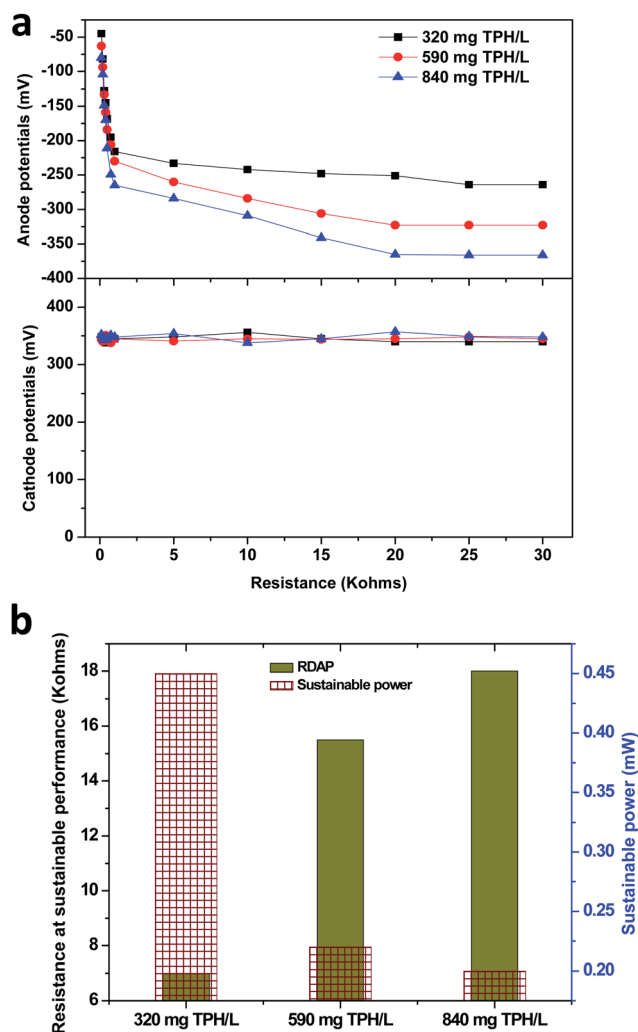 a
320 mg TPH/L
590 mg TPH/L
840 mg TPH/L
-50
-100
-150
-200
-250
-300
-350
-400
Anode potentials (mV)
400
300
200
100
0
Cathode potentials (mV)
0 5 10 15 20 25 30
Resistance (Kohms)
b
RDAP
Sustainable power
18
16
14
12
10
8
6
Resistance at sustainable performance (Kohms)
0.45
0.40
0.35
0.30
0.25
0.20
Sustainable power (mW)
320 mg TPH/L 590 mg TPH/L 840 mg TPH/L